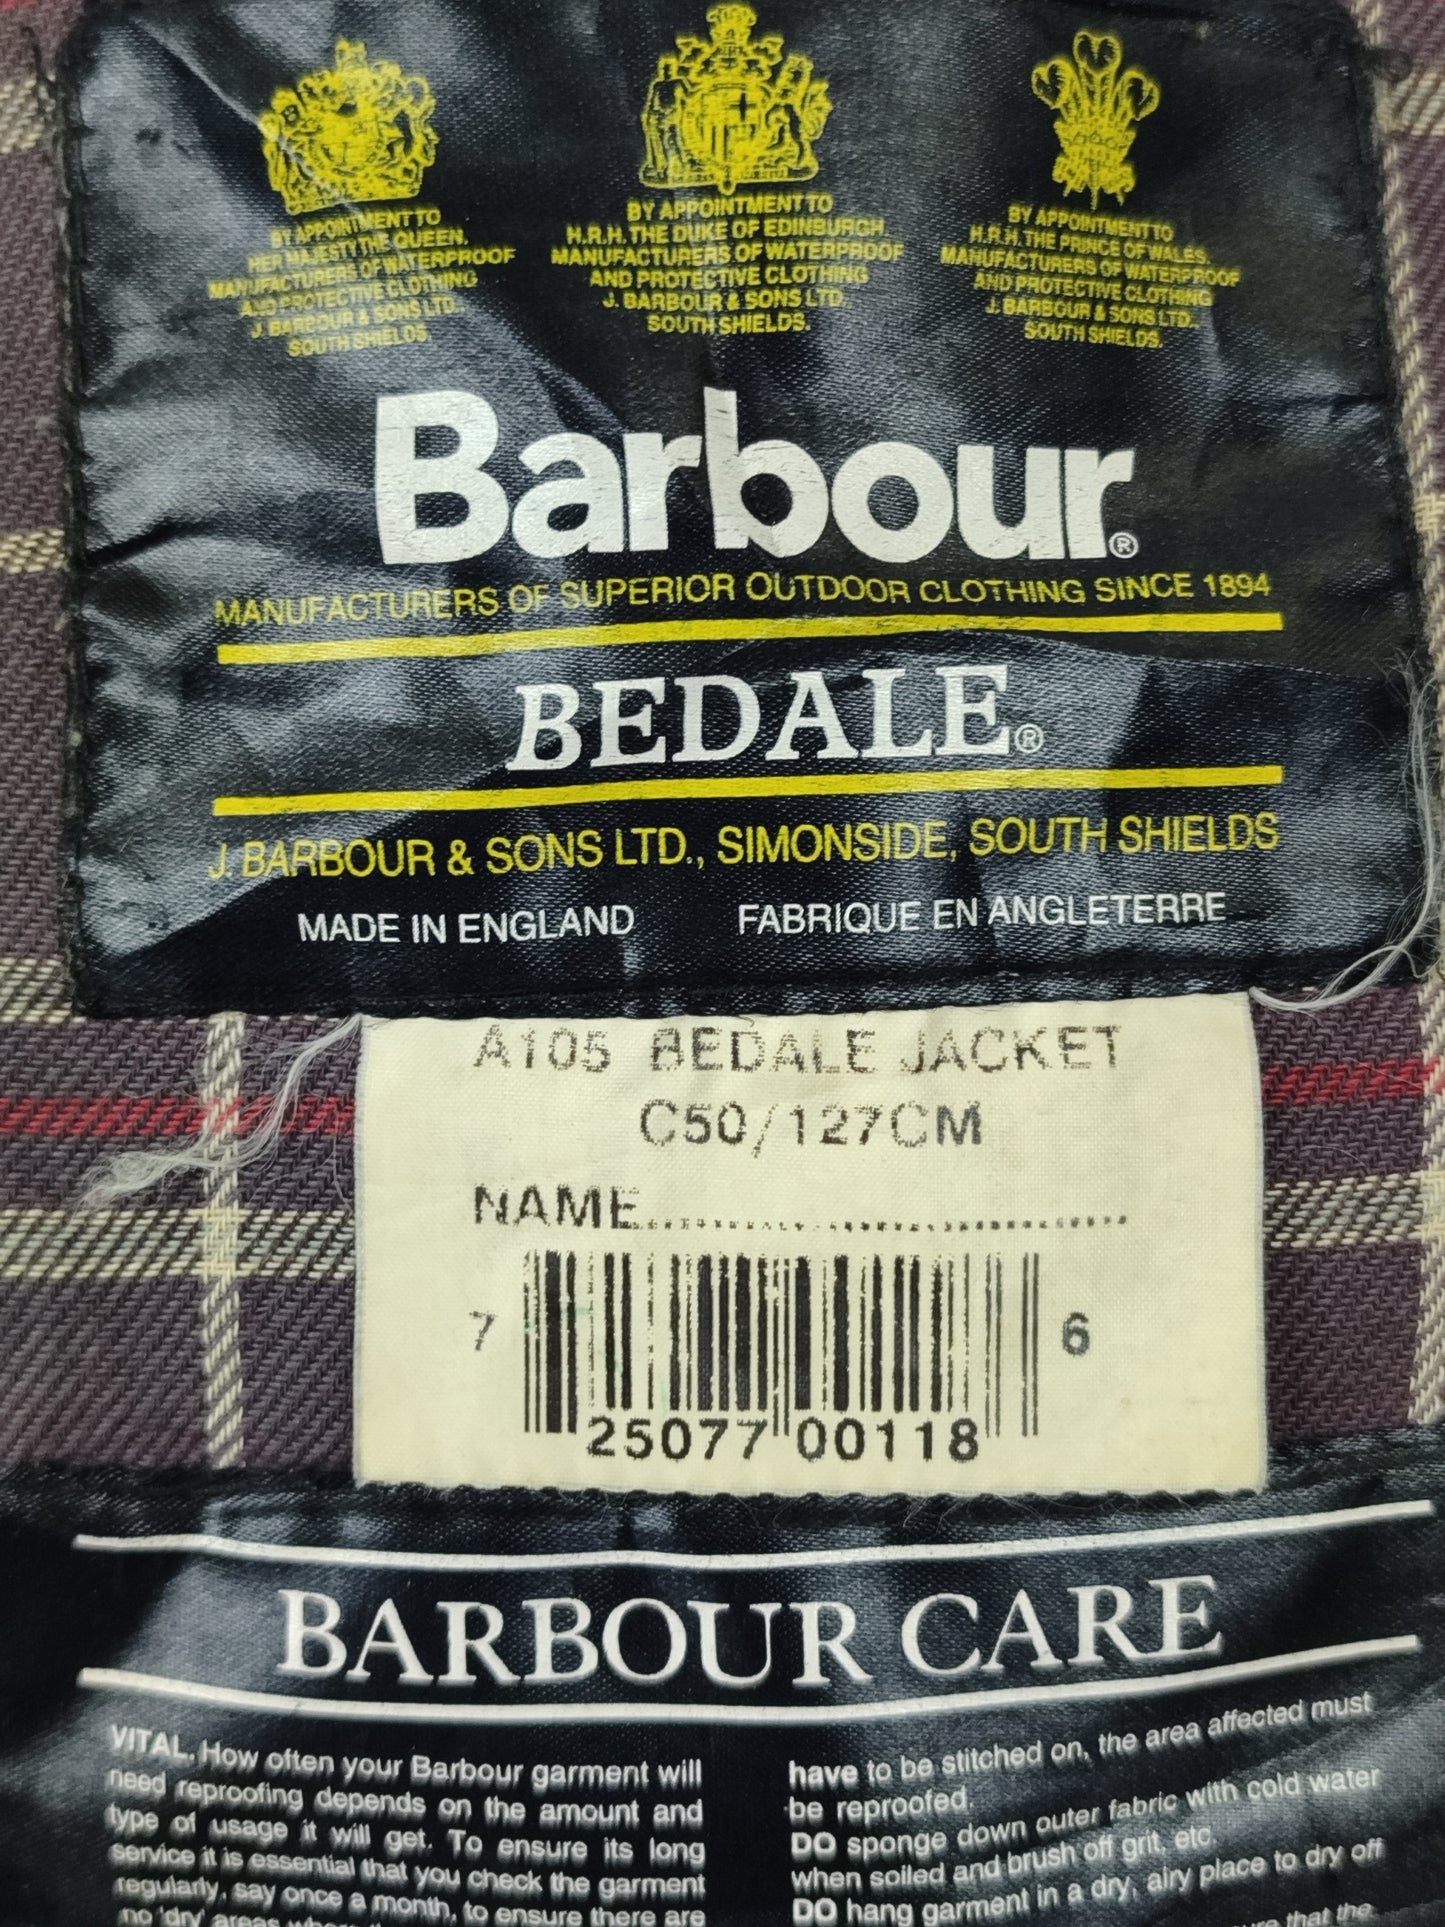 BY APPOINTMENT TO
HER MAJESTY THE QUEEN.
MANUFACTURERS OF WATERPROOF
AND PROTECTIVE CLOTHING
J. BARBOUR & SONS LTD.,
SOUTH SHIELDS.
BY APPOINTMENT TO
H.R.H. THE DUKE OF EDINBURGH
MANUFACTURERS OF WATERPROOF
AND PROTECTIVE CLOTHING
J. BARBOUR & SONS LTD.
SOUTH SHIELDS.
BY APPOINTMENT TO
H.R.H. THE PRINCE OF WALES.
MANUFACTURERS OF WATERPROOF
AND PROTECTIVE CLOTHING
J. BARBOUR & SONS LTD.,
SOUTH SHIELDS.
Barbour®
MANUFACTURERS OF SUPERIOR OUTDOOR CLOTHING SINCE 1894
BEDALE®
J. BARBOUR & SONS LTD., SIMONSIDE, SOUTH SHIELDS
MADE IN ENGLAND FABRIQUE EN ANGLETERRE
A105 BEDALE JACKET
C50/127CM
NAME
7 25077 00118 6
BARBOUR CARE
VITAL. How often your Barbour garment will
need reproofing depends on the amount and
type of usage it will get. To ensure its long
service it is essential that you check the garment
regularly, say once a month, to ensure there are
no 'dry' areas
have to be stitched on, the area affected must
be reproofed.
DO sponge down outer fabric with cold water
when soiled and brush off grit, etc.
DO hang garment in a dry, airy place to dry off
that the